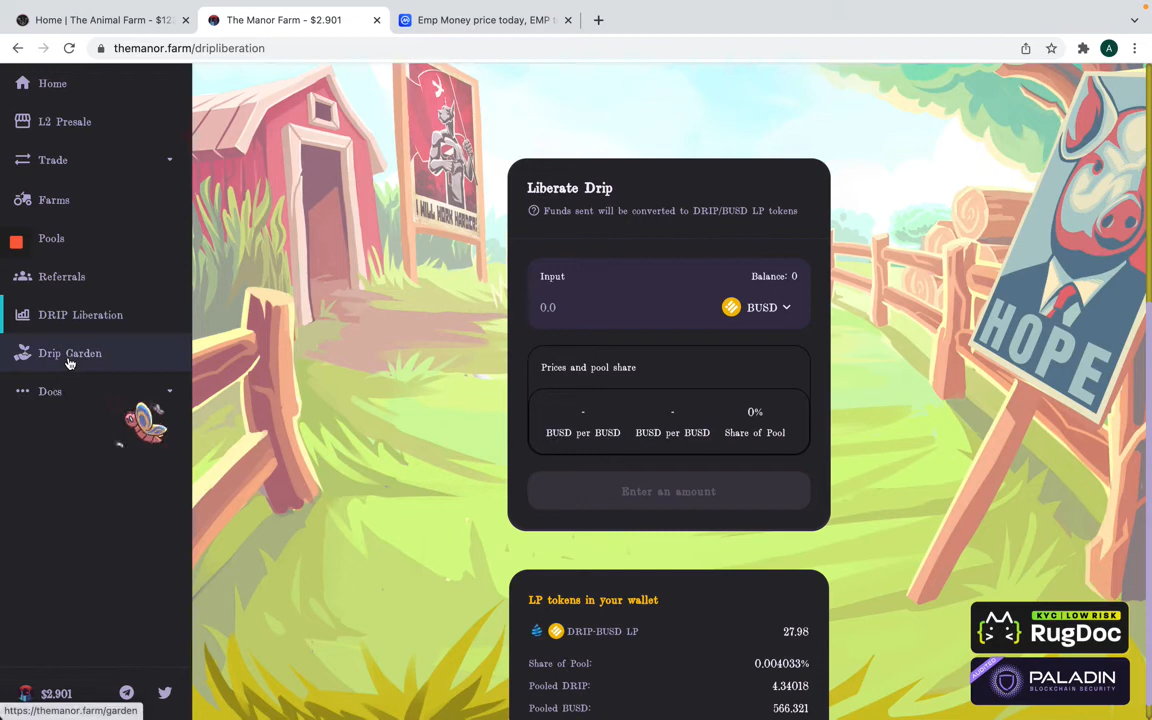 Home | The Animal Farm - $12
The Manor Farm - $2.901
Emp Money price today, EMP t
themanor.farm/dripliberation
A
Home
L2 Presale
Trade
Farms
Pools
Referrals
DRIP Liberation
Drip Garden
Docs
$2.901
https://themanor.farm/garden
I WILL WORK HARDER!
HOPE
Liberate Drip
Funds sent will be converted to DRIP/BUSD LP tokens
Input Balance: 0
0.0 BUSD
Prices and pool share
- - 0%
BUSD per BUSD BUSD per BUSD Share of Pool
Enter an amount
LP tokens in your wallet
DRIP-BUSD LP 27.98
Share of Pool: 0.004033%
Pooled DRIP: 4.34018
Pooled BUSD: 566.321
KYC | LOW RISK
RugDoc
AUDITED
PALADIN
BLOCKCHAIN SECURITY